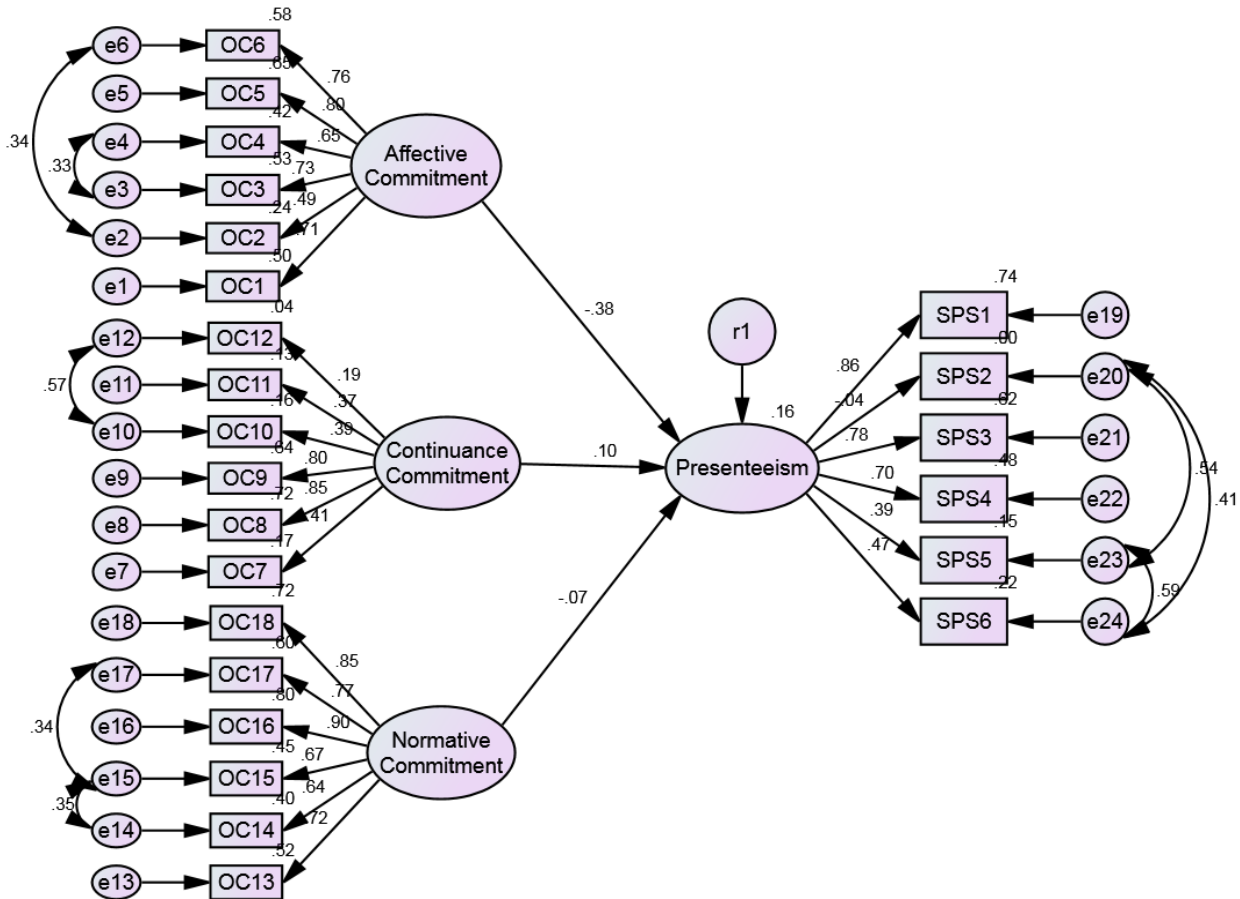 .58
e6
OC6
.76
.65
e5
OC5
.80
.42
.34
e4
OC4
.65
.33
.53
.73
e3
OC3
.24
.49
e2
OC2
.71
.50
e1
OC1
Affective
Commitment
.04
e12
OC12
.19
.13
.57
e11
OC11
.37
.16
e10
OC10
.39
.64
e9
OC9
.80
.72
e8
OC8
.85
.41
.17
e7
OC7
Continuance
Commitment
.72
e18
OC18
.85
.60
e17
OC17
.77
.80
.34
e16
OC16
.90
.45
e15
OC15
.67
.35
.40
.64
e14
OC14
.72
.52
e13
OC13
Normative
Commitment
-.38
.10
-.07
r1
.16
Presenteeism
.74
.86
SPS1
e19
.00
-.04
SPS2
e20
.62
.78
SPS3
e21
.48
.70
SPS4
e22
.54
.41
.15
.39
SPS5
e23
.22
.47
.59
SPS6
e24